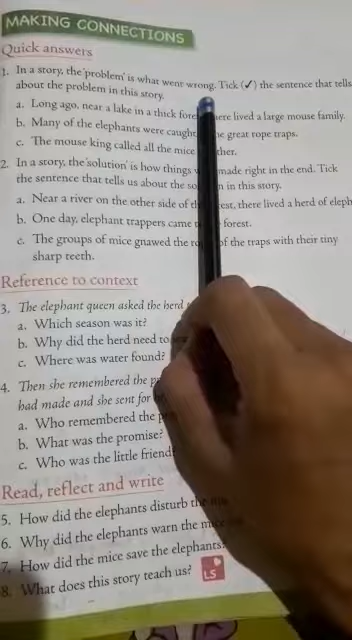 MAKING CONNECTIONS
Quick answers
1. In a story, the 'problem' is what went wrong. Tick (✓) the sentence that tells
about the problem in this story.
a. Long ago, near a lake in a thick fore here lived a large mouse family.
b. Many of the elephants were caught he great rope traps.
c. The mouse king called all the mice ther.
2. In a story, the 'solution' is how things made right in the end. Tick
the sentence that tells us about the so n in this story.
a. Near a river on the other side of th est, there lived a herd of eleph
b. One day, elephant trappers came forest.
c. The groups of mice gnawed the ro of the traps with their tiny
sharp teeth.
Reference to context
3. The elephant queen asked the herd
a. Which season was it?
b. Why did the herd need to
c. Where was water found?
4. Then she remembered the p
had made and she sent for
a. Who remembered the
b. What was the promise?
c. Who was the little friend
Read, reflect and write
5. How did the elephants disturb the
6. Why did the elephants warn the
7. How did the mice save the elephants?
8. What does this story teach us? LS